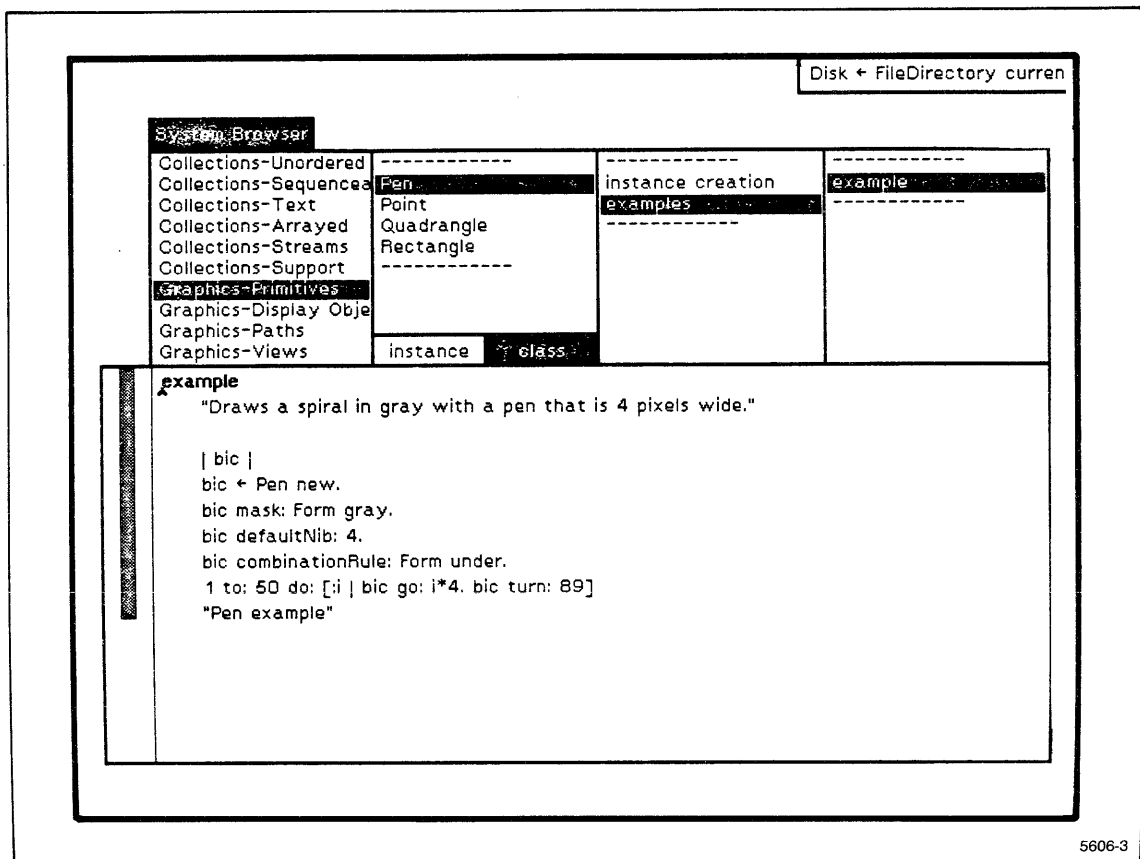 Disk ← FileDirectory curren
System Browser
Collections-Unordered
Collections-Sequencea
Collections-Text
Collections-Arrayed
Collections-Streams
Collections-Support
Graphics-Primitives
Graphics-Display Obje
Graphics-Paths
Graphics-Views
-------------
Pen
Point
Quadrangle
Rectangle
-------------
instance
class
-------------
instance creation
examples
-------------
-------------
example
-------------
example
"Draws a spiral in gray with a pen that is 4 pixels wide."
| bic |
bic ← Pen new.
bic mask: Form gray.
bic defaultNib: 4.
bic combinationRule: Form under.
1 to: 50 do: [:i | bic go: i*4. bic turn: 89]
"Pen example"
5606-3